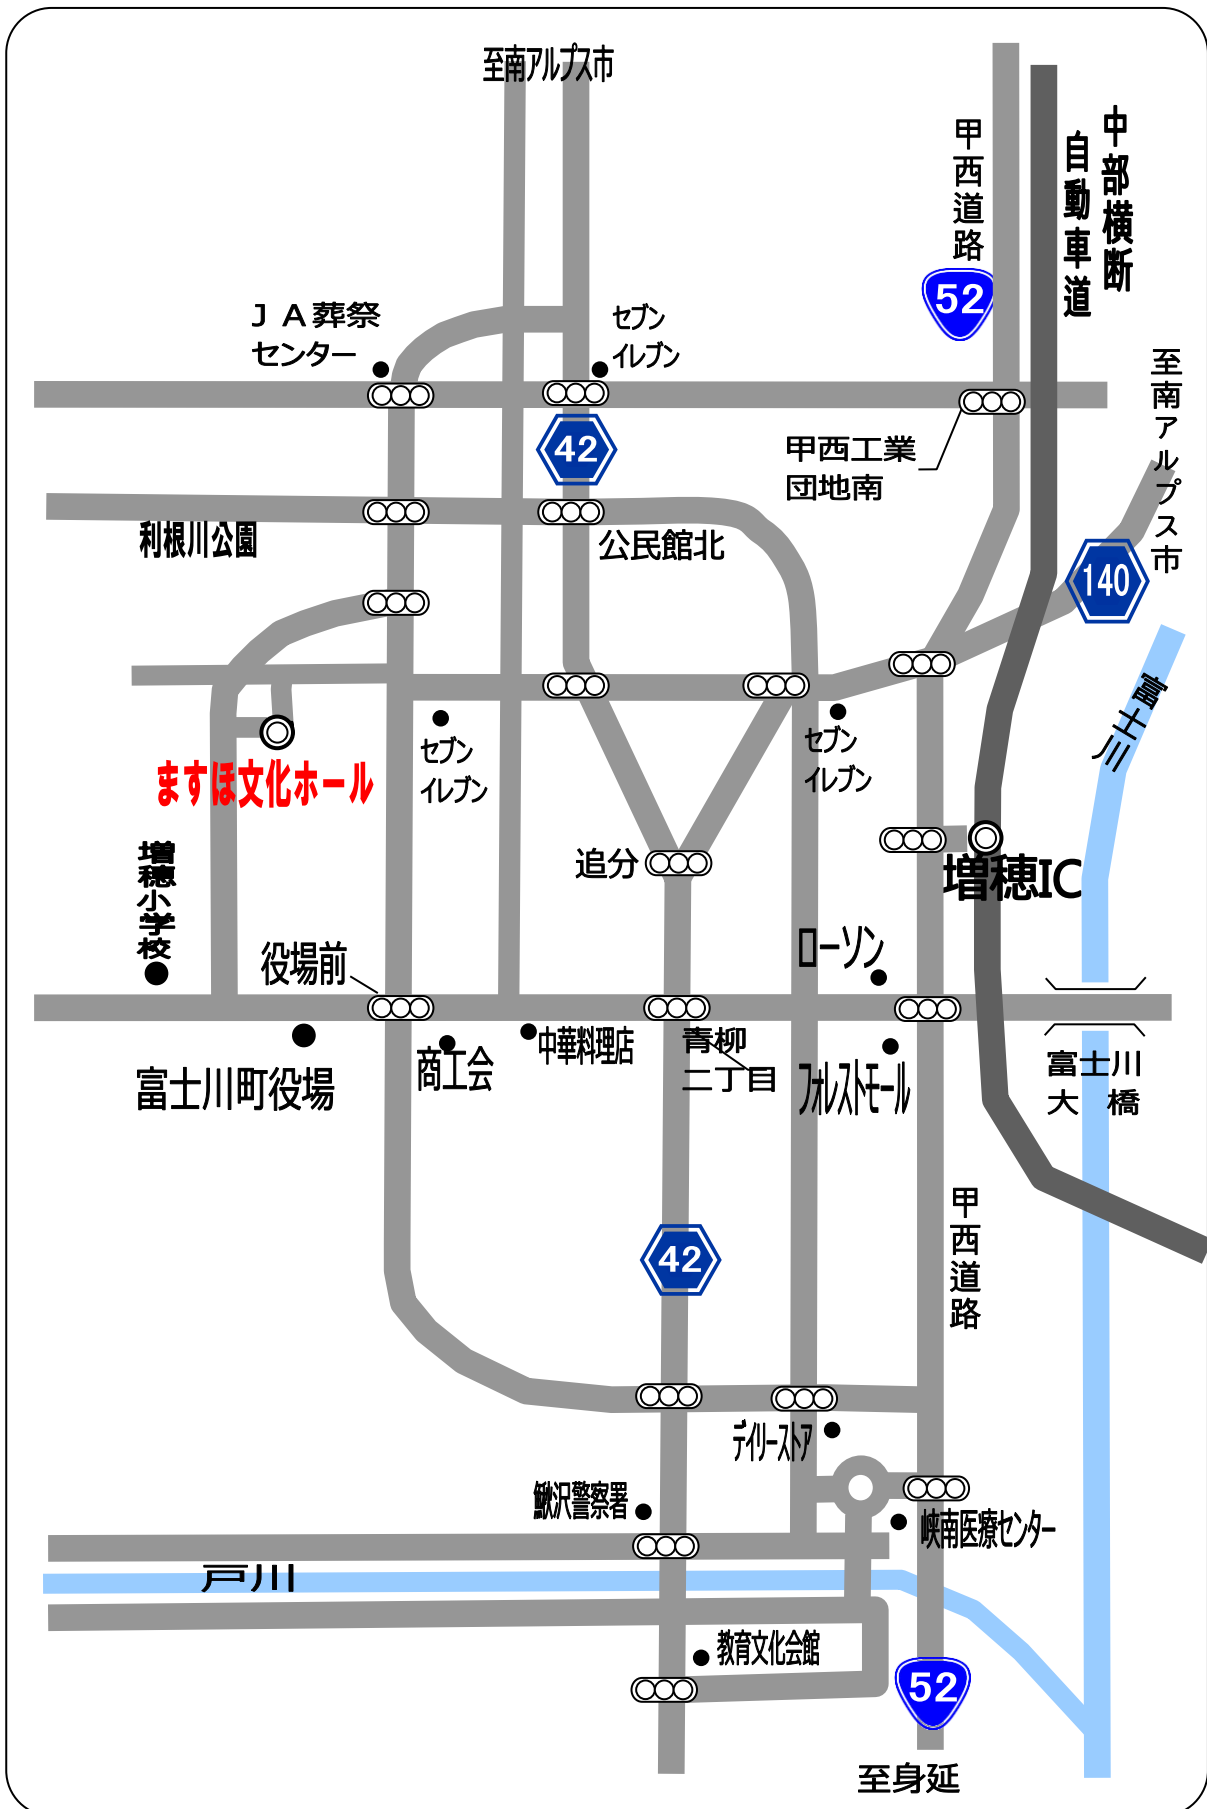 至南アルプス市
甲西道路
中部横断
自動車道
52
JA葬祭
センター
セブン
イレブン
至南アルプス市
42
甲西工業
団地南
利根川公園
公民館北
140
富士川
セブン
イレブン
セブン
イレブン
ますほ文化ホール
追分
増穂IC
増穂小学校
役場前
ローソン
中華料理店
商工会
青柳
二丁目
フォレストモール
富士川町役場
富士川
大橋
甲西道路
42
デイリーストア
鰍沢警察署
峡南医療センター
戸川
教育文化会館
52
至身延